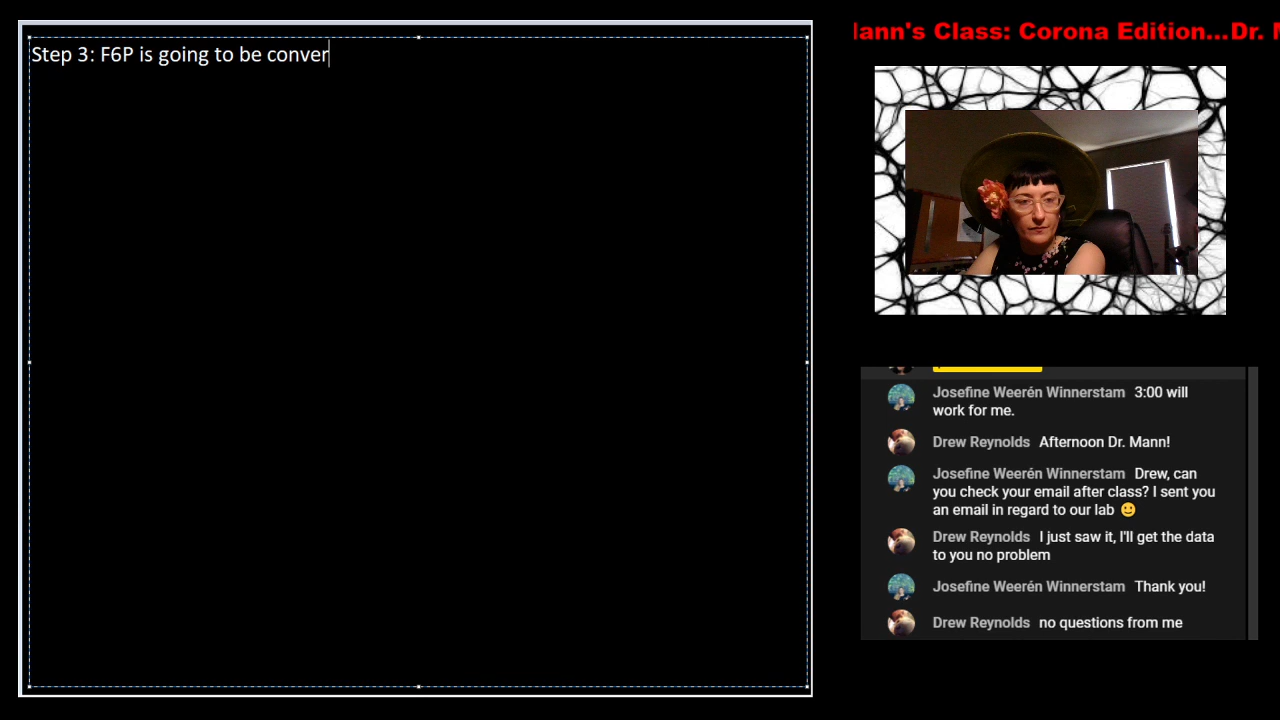 Step 3: F6P is going to be conver
lann's Class: Corona Edition...Dr. M
Josefine Weerén Winnerstam 3:00 will
work for me.
Drew Reynolds Afternoon Dr. Mann!
Josefine Weerén Winnerstam Drew, can
you check your email after class? I sent you
an email in regard to our lab 🙂
Drew Reynolds I just saw it, I'll get the data
to you no problem
Josefine Weerén Winnerstam Thank you!
Drew Reynolds no questions from me